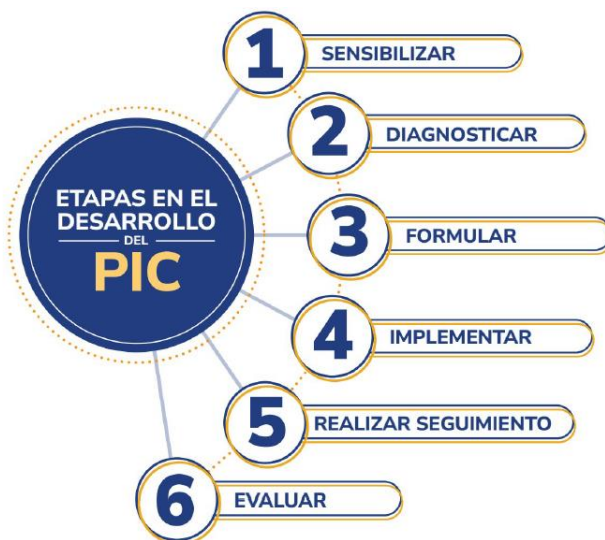 ETAPAS EN EL
DESARROLLO
DEL
PIC
1
SENSIBILIZAR
2
DIAGNOSTICAR
3
FORMULAR
4
IMPLEMENTAR
5
REALIZAR SEGUIMIENTO
6
EVALUAR